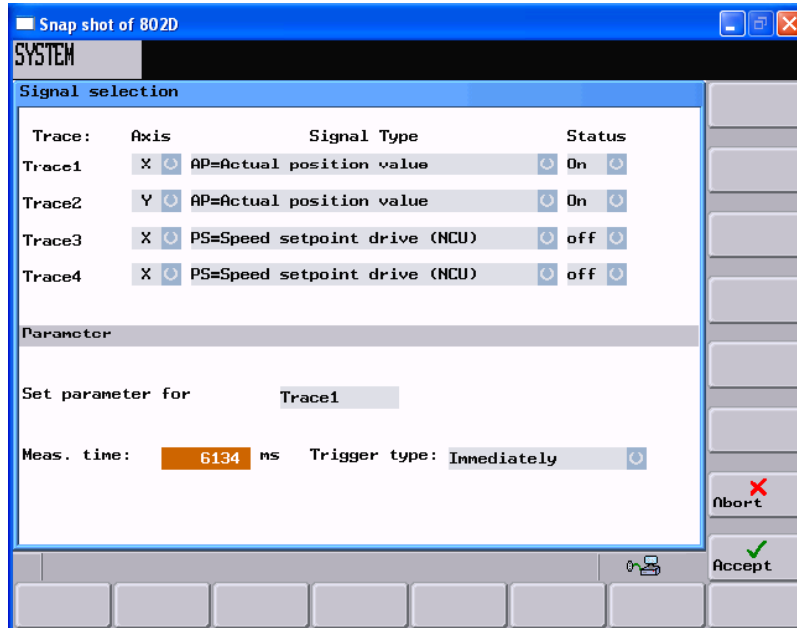 Snap shot of 802D
SYSTEM
Signal selection
Trace: Axis Signal Type Status
Trace1 X AP=Actual position value On
Trace2 Y AP=Actual position value On
Trace3 X PS=Speed setpoint drive (NCU) off
Trace4 X PS=Speed setpoint drive (NCU) off
Parameter
Set parameter for Trace1
Meas. time: 6134 ms Trigger type: Immediately
Abort
Accept